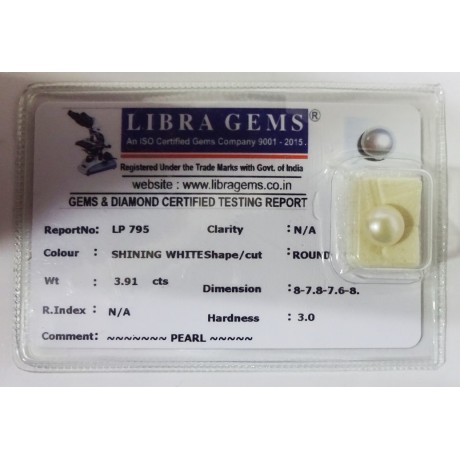 LIBRA GEMS®
An ISO Certified Gems Company 9001 - 2015.
Registered Under the Trade Marks with Govt. of India
website : www.libragems.co.in
GEMS & DIAMOND CERTIFIED TESTING REPORT
ReportNo: LP 795 Clarity : N/A
Colour : SHINING WHITE Shape/cut : ROUND
Wt : 3.91 cts Dimension : 8-7.8-7.6-8.
R.Index : N/A Hardness : 3.0
Comment: ~~~~~~~ PEARL ~~~~~